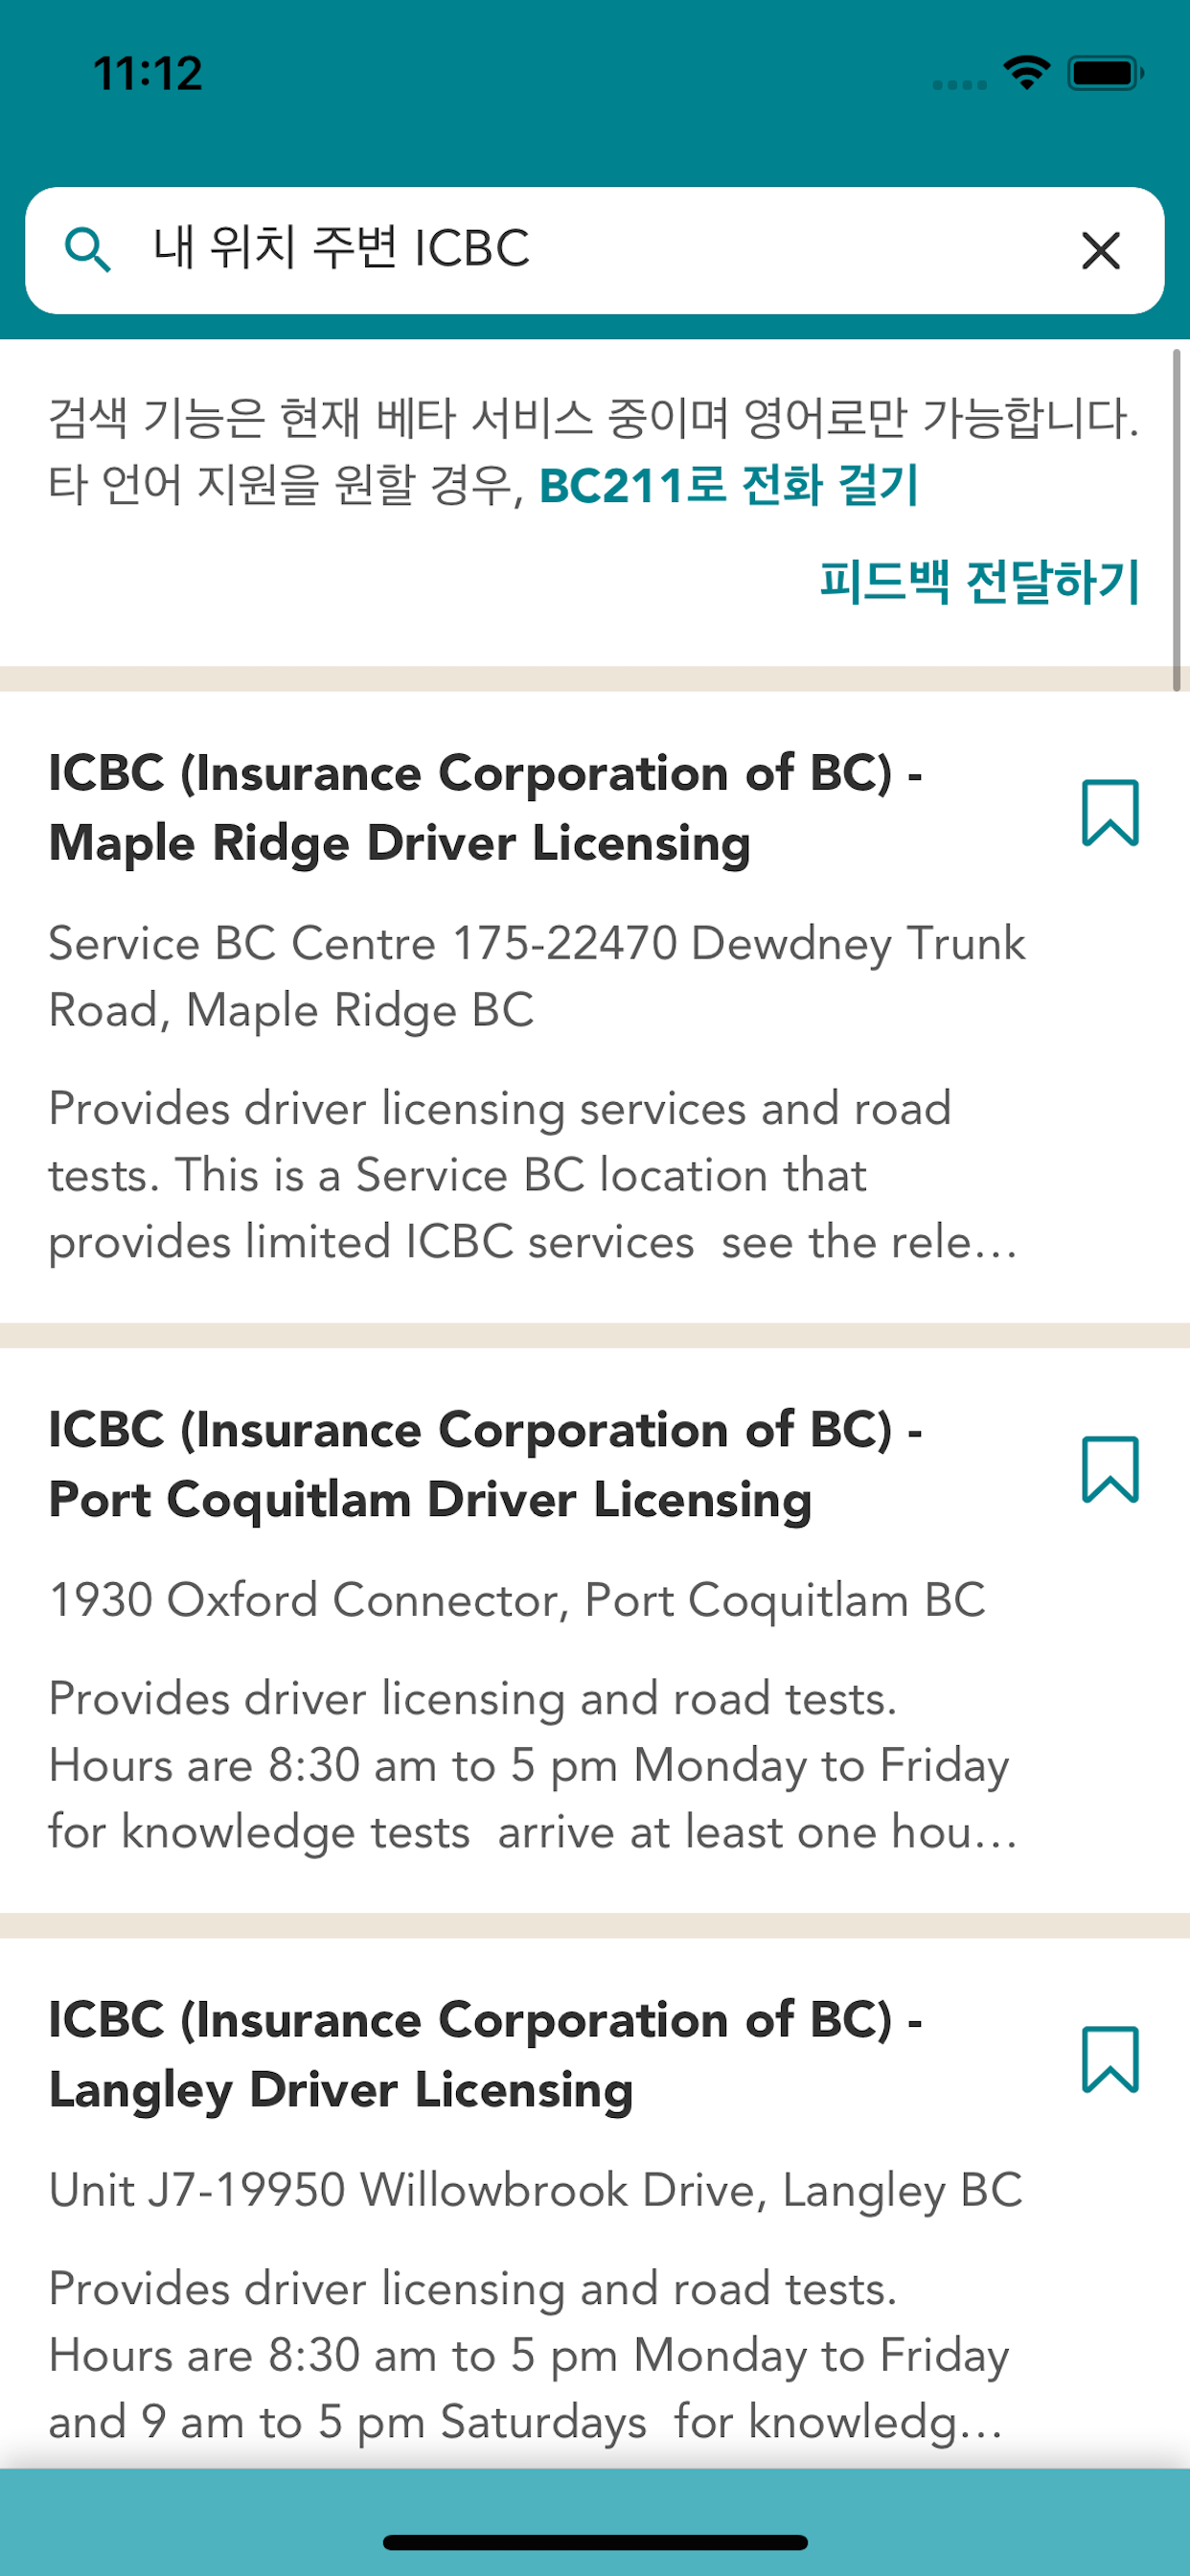 11:12
내 위치 주변 ICBC
검색 기능은 현재 베타 서비스 중이며 영어로만 가능합니다.
타 언어 지원을 원할 경우, BC211로 전화 걸기
피드백 전달하기
ICBC (Insurance Corporation of BC) -
Maple Ridge Driver Licensing
Service BC Centre 175-22470 Dewdney Trunk
Road, Maple Ridge BC
Provides driver licensing services and road
tests. This is a Service BC location that
provides limited ICBC services  see the rele...
ICBC (Insurance Corporation of BC) -
Port Coquitlam Driver Licensing
1930 Oxford Connector, Port Coquitlam BC
Provides driver licensing and road tests.
Hours are 8:30 am to 5 pm Monday to Friday
for knowledge tests  arrive at least one hou...
ICBC (Insurance Corporation of BC) -
Langley Driver Licensing
Unit J7-19950 Willowbrook Drive, Langley BC
Provides driver licensing and road tests.
Hours are 8:30 am to 5 pm Monday to Friday
and 9 am to 5 pm Saturdays  for knowledg...